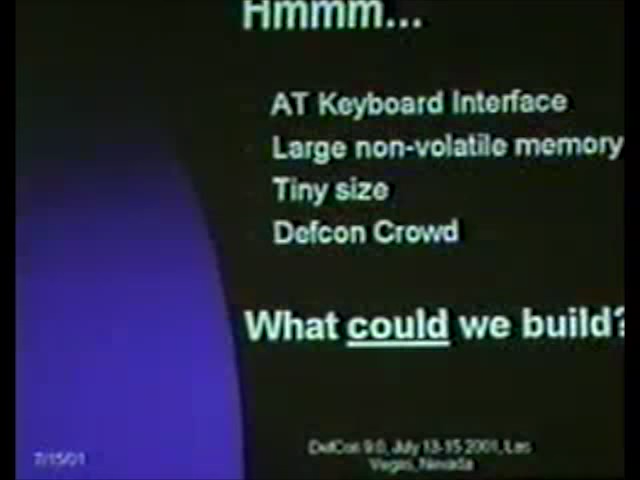 Hmmm...
AT Keyboard Interface
Large non-volatile memory
Tiny size
Defcon Crowd
What could we build?
7/15/01
DefCon 9.0, July 13-15 2001, Las
Vegas, Nevada